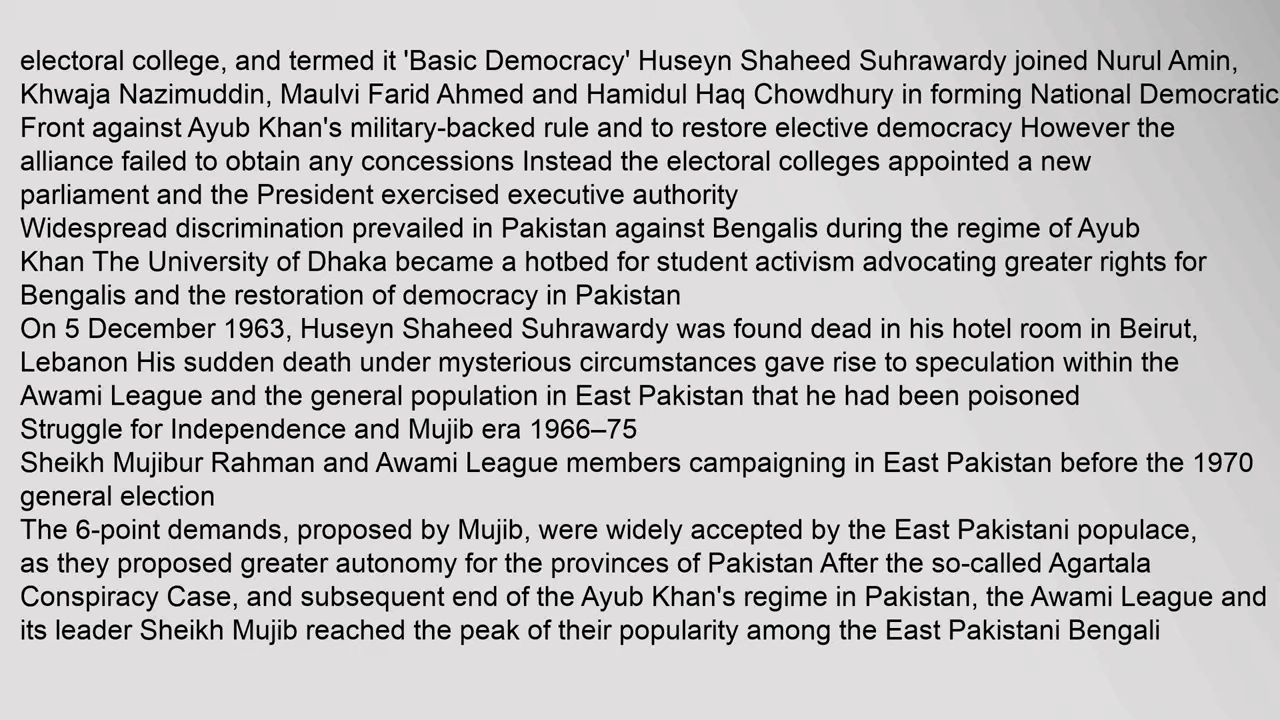 electoral college, and termed it 'Basic Democracy' Huseyn Shaheed Suhrawardy joined Nurul Amin,
Khwaja Nazimuddin, Maulvi Farid Ahmed and Hamidul Haq Chowdhury in forming National Democratic
Front against Ayub Khan's military-backed rule and to restore elective democracy However the
alliance failed to obtain any concessions Instead the electoral colleges appointed a new
parliament and the President exercised executive authority
Widespread discrimination prevailed in Pakistan against Bengalis during the regime of Ayub
Khan The University of Dhaka became a hotbed for student activism advocating greater rights for
Bengalis and the restoration of democracy in Pakistan
On 5 December 1963, Huseyn Shaheed Suhrawardy was found dead in his hotel room in Beirut,
Lebanon His sudden death under mysterious circumstances gave rise to speculation within the
Awami League and the general population in East Pakistan that he had been poisoned
Struggle for Independence and Mujib era 1966–75
Sheikh Mujibur Rahman and Awami League members campaigning in East Pakistan before the 1970
general election
The 6-point demands, proposed by Mujib, were widely accepted by the East Pakistani populace,
as they proposed greater autonomy for the provinces of Pakistan After the so-called Agartala
Conspiracy Case, and subsequent end of the Ayub Khan's regime in Pakistan, the Awami League and
its leader Sheikh Mujib reached the peak of their popularity among the East Pakistani Bengali